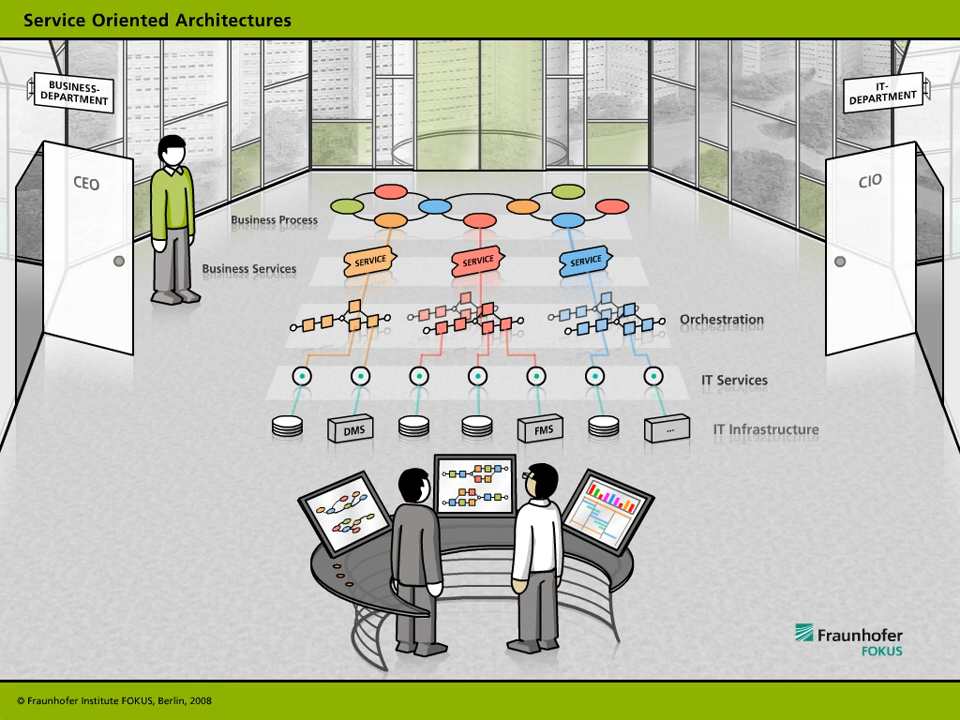 Service Oriented Architectures
BUSINESS-
DEPARTMENT
IT-
DEPARTMENT
CEO
CIO
Business Process
Business Services
SERVICE
SERVICE
SERVICE
Orchestration
IT Services
DMS
FMS
...
IT Infrastructure
Fraunhofer
FOKUS
© Fraunhofer Institute FOKUS, Berlin, 2008